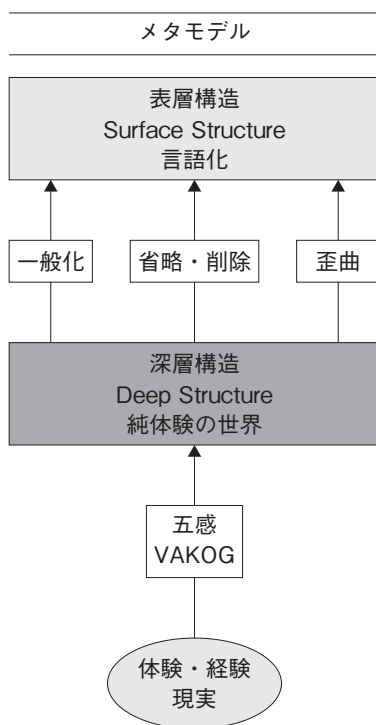 メタモデル
表層構造
Surface Structure
言語化
一般化
省略・削除
歪曲
深層構造
Deep Structure
純体験の世界
五感
VAKOG
体験・経験
現実